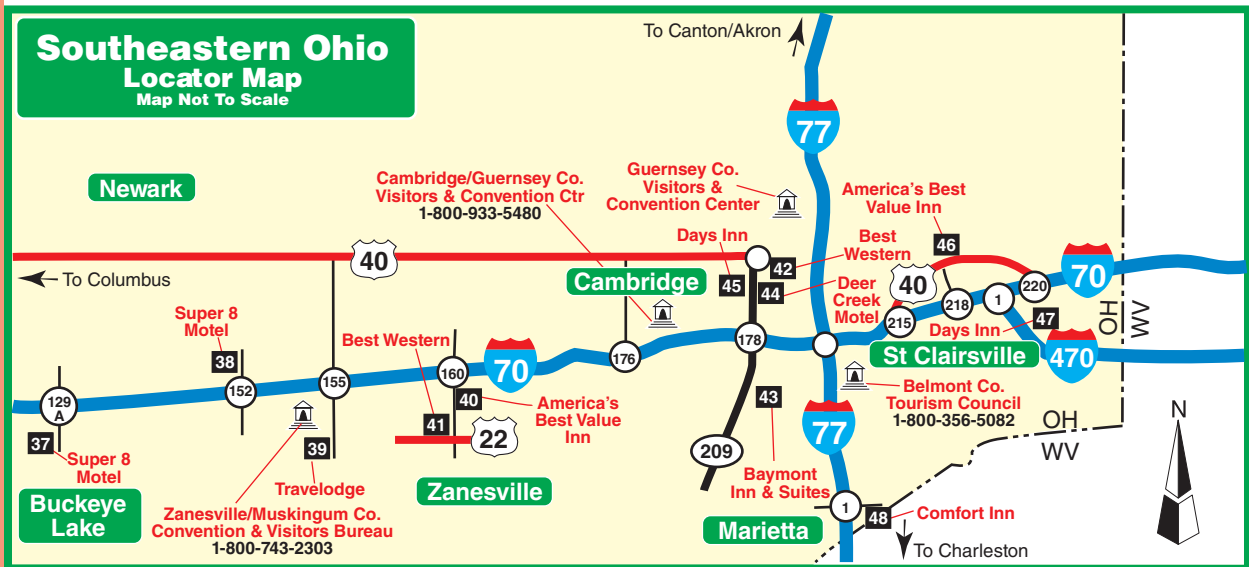 Southeastern Ohio
Locator Map
Map Not To Scale
To Canton/Akron
77
Newark
Cambridge/Guernsey Co.
Visitors & Convention Ctr
1-800-933-5480
Guernsey Co.
Visitors &
Convention Center
America's Best
Value Inn
46
40
To Columbus
Days Inn
45
42
Best
Western
44
Deer
Creek
Motel
Cambridge
40
70
220
218
1
215
Days Inn
47
OH
WV
St Clairsville
470
Super 8
Motel
38
Best Western
70
176
178
160
155
152
129
A
37
Super 8
Motel
Buckeye
Lake
39
Travelodge
Zanesville/Muskingum Co.
Convention & Visitors Bureau
1-800-743-2303
41
40
America's
Best Value
Inn
22
Zanesville
209
43
Baymont
Inn & Suites
77
Belmont Co.
Tourism Council
1-800-356-5082
OH
WV
N
Marietta
1
48
Comfort Inn
To Charleston